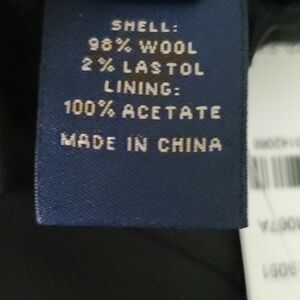 SHELL:
98% WOOL
2% LASTOL
LINING:
100% ACETATE
MADE IN CHINA